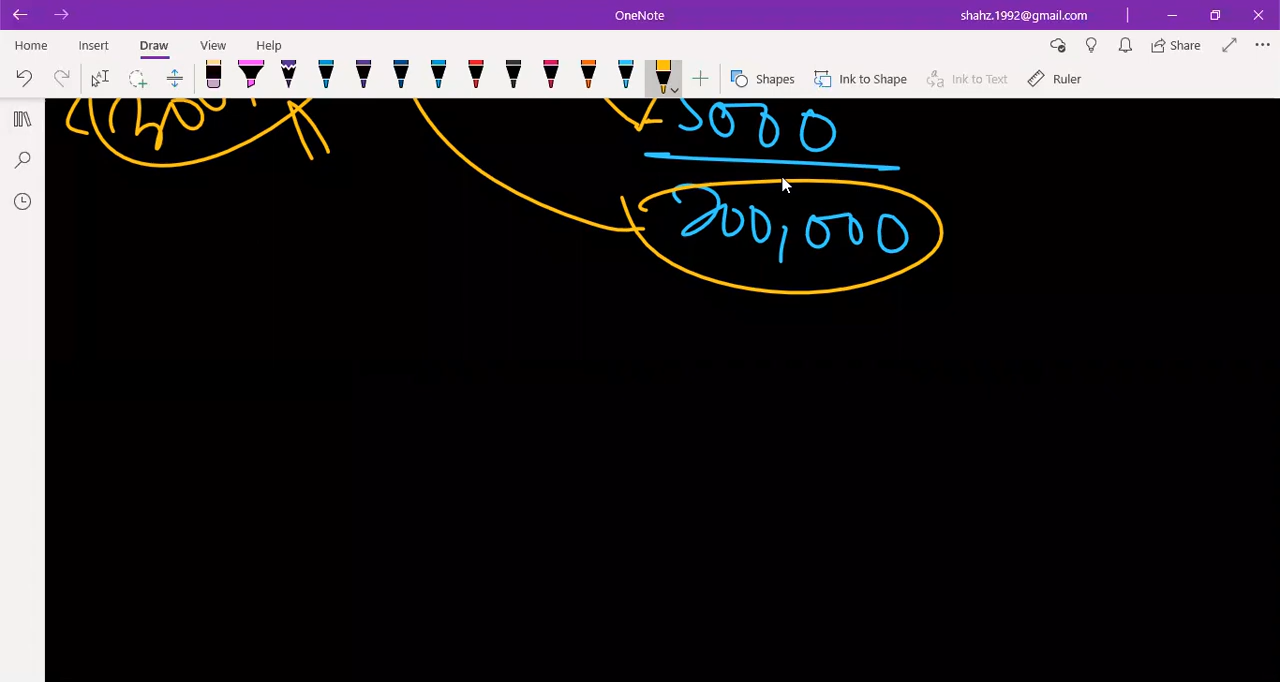 OneNote
shahz.1992@gmail.com
Home Insert Draw View Help
Share
Shapes Ink to Shape Ink to Text Ruler
5000
200,000